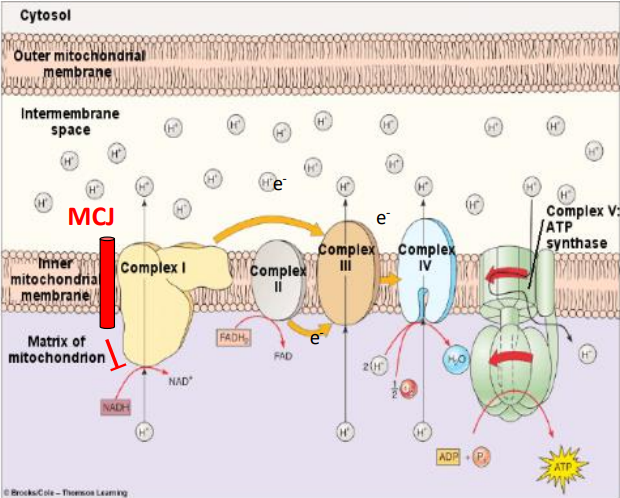 Cytosol
Outer mitochondrial
membrane
Intermembrane
space
H⁺ H⁺ H⁺ H⁺ H⁺ H⁺ H⁺
H⁺ H⁺ H⁺ H⁺ H⁺
H⁺ H⁺ e⁻ H⁺ H⁺ H⁺
H⁺ H⁺ H⁺
MCJ
e⁻
Complex V:
ATP
synthase
Inner
mitochondrial
membrane
Complex I
Complex
II
Complex
III
Complex
IV
Matrix of
mitochondrion
FADH₂
FAD
e⁻
NADH
NAD⁺
2 H⁺
½ O₂
H₂O
H⁺
H⁺
H⁺
H⁺
ADP + Pᵢ
ATP
© Brooks/Cole – Thomson Learning